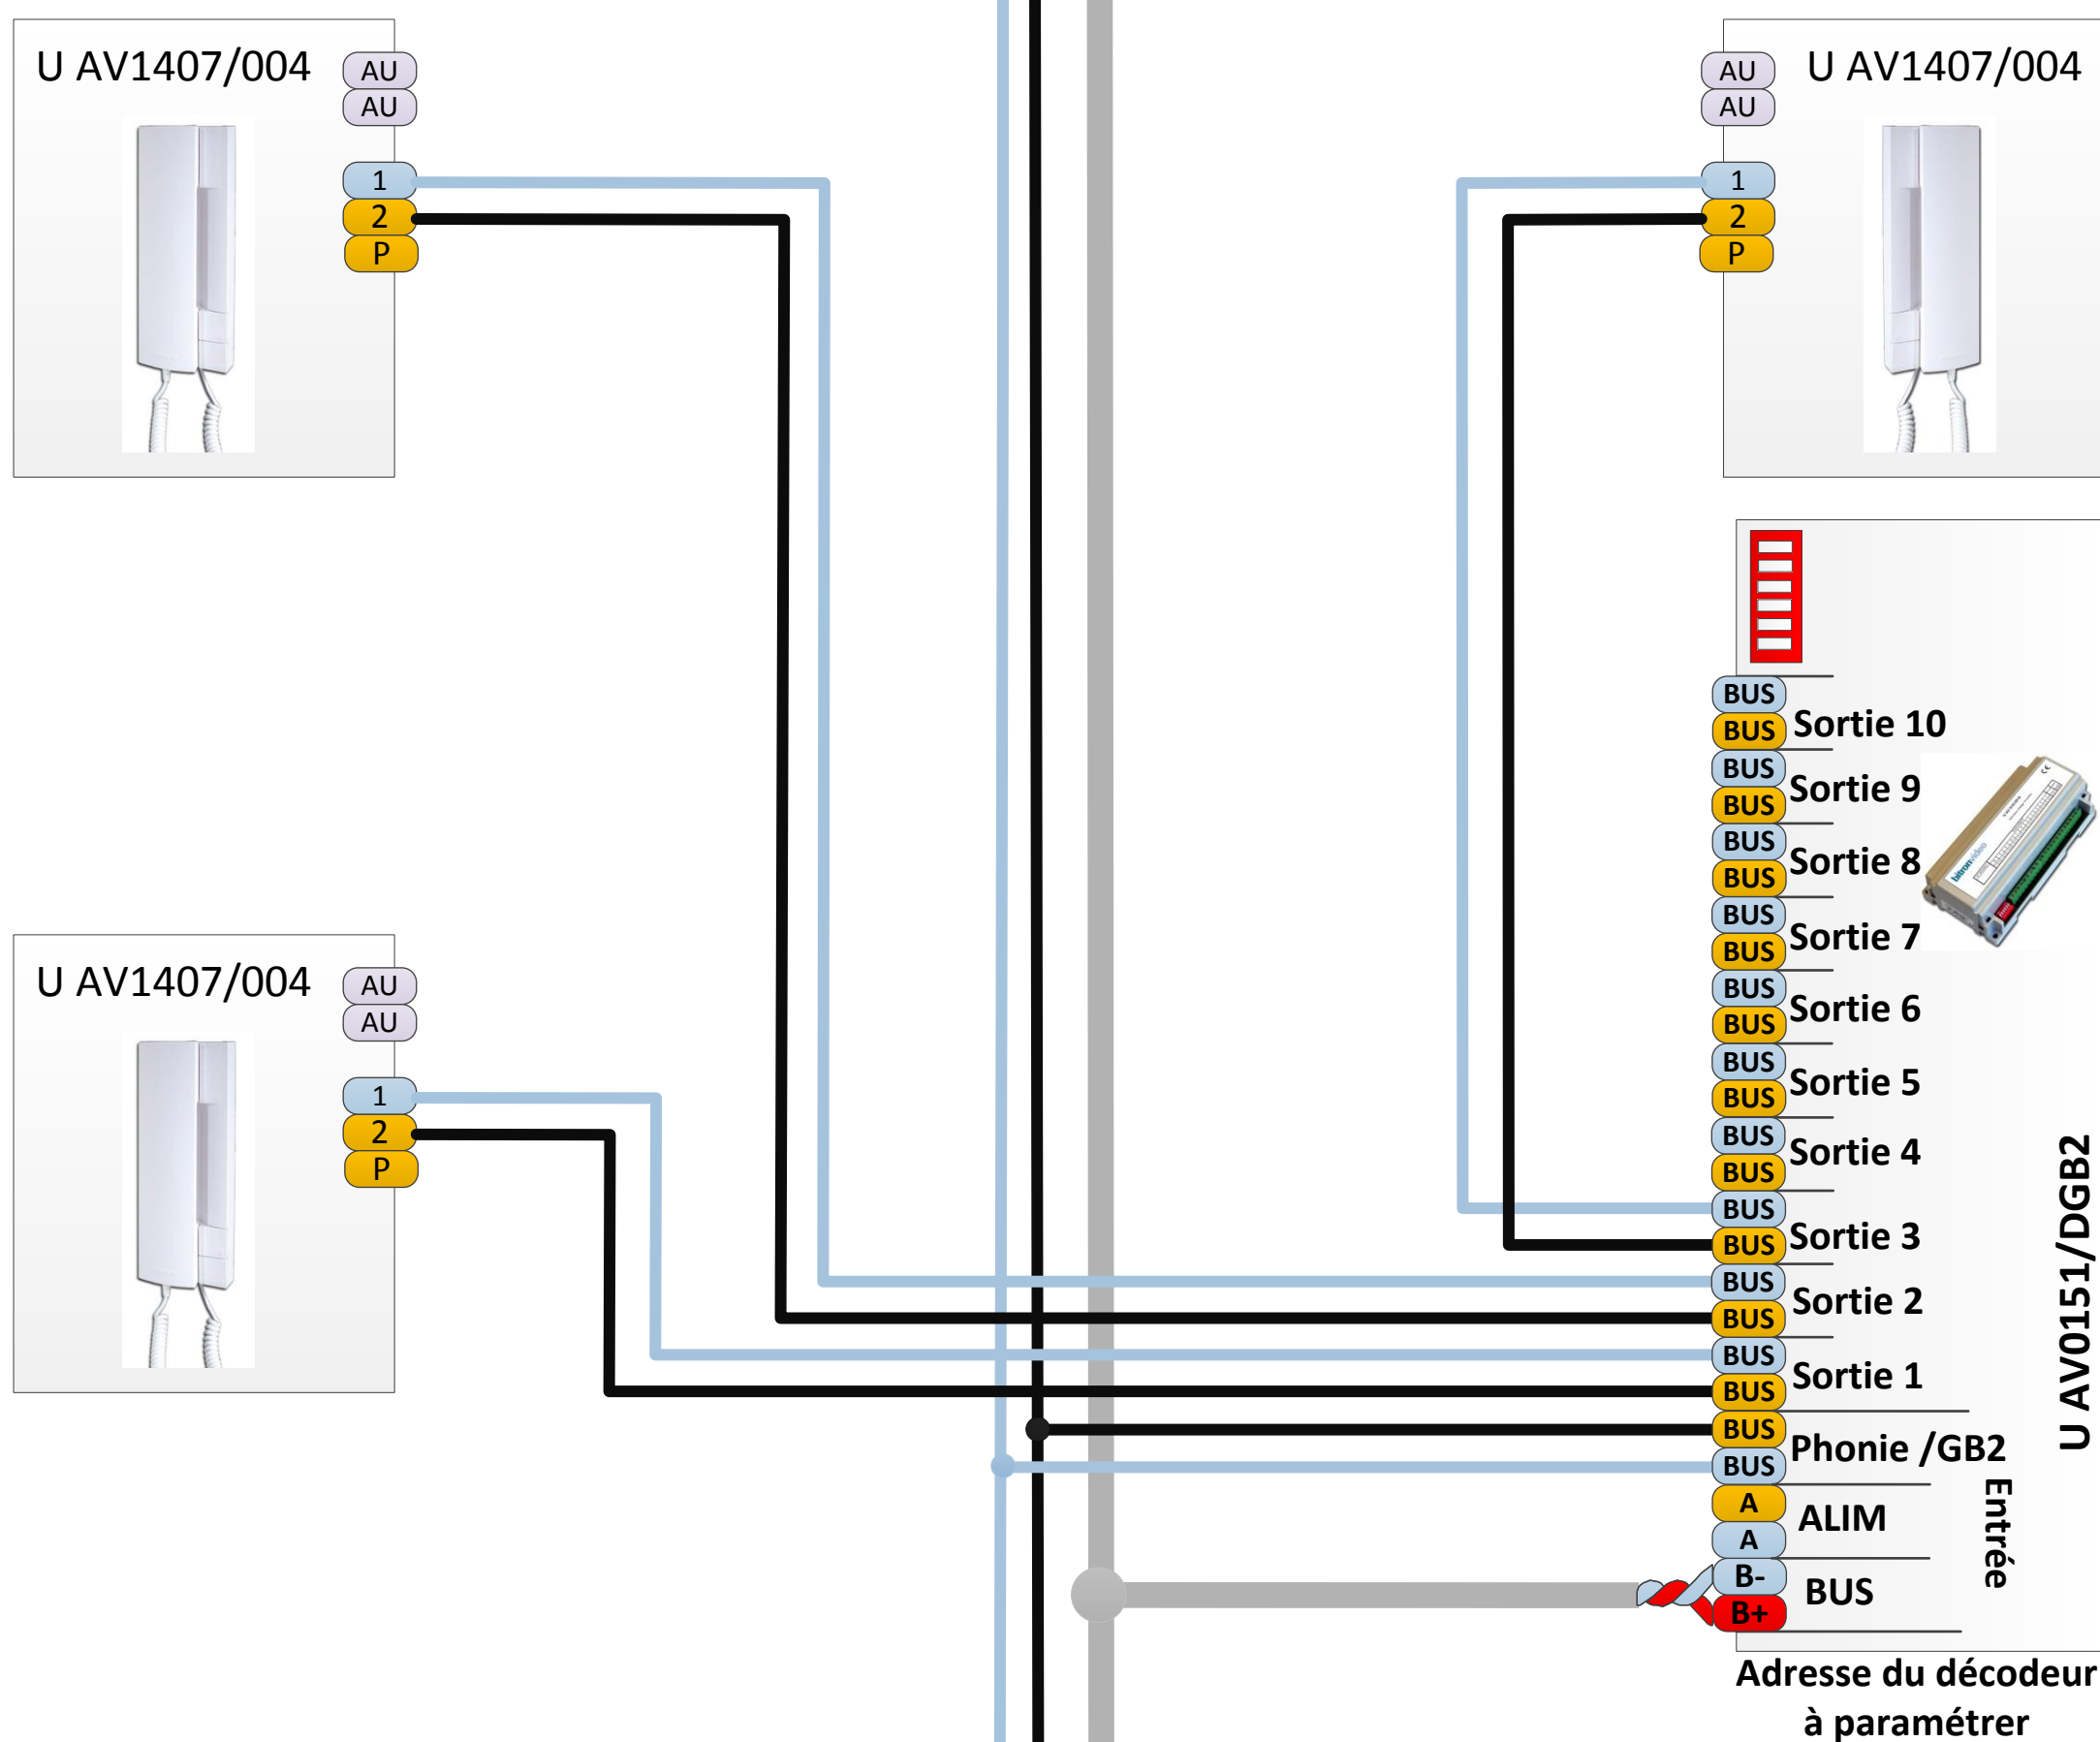 U AV1407/004
AU
AU
1
2
P
U AV1407/004
AU
AU
1
2
P
U AV1407/004
AU
AU
1
2
P
BUS
BUS
Sortie 10
BUS
BUS
Sortie 9
BUS
BUS
Sortie 8
BUS
BUS
Sortie 7
BUS
BUS
Sortie 6
BUS
BUS
Sortie 5
BUS
BUS
Sortie 4
BUS
BUS
Sortie 3
BUS
BUS
Sortie 2
BUS
BUS
Sortie 1
BUS
BUS
Phonie /GB2
A
A
ALIM
B-
B+
BUS
Entrée
U AV0151/DGB2
bitronvideo
CE
Adresse du décodeur
à paramétrer